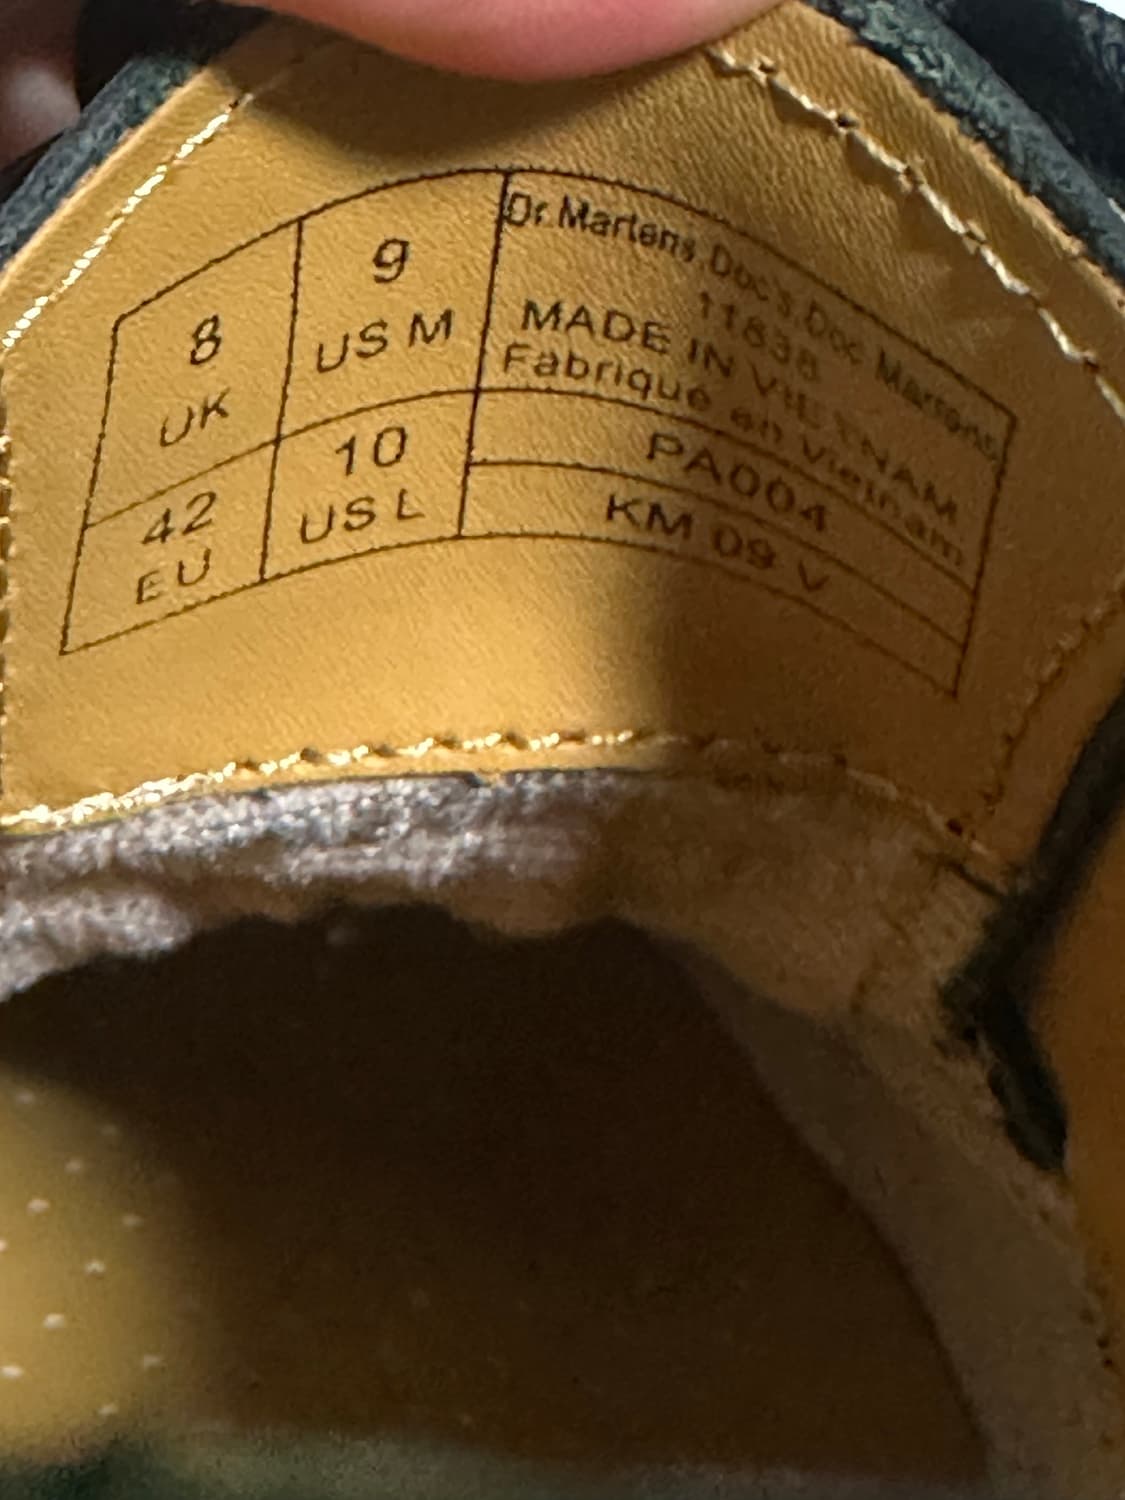 8
UK
9
US M
42
EU
10
US L
Dr. Martens, Doc's, Doc Martens
11838
MADE IN VIETNAM
Fabriqué en Vietnam
PA004
KM 09 V